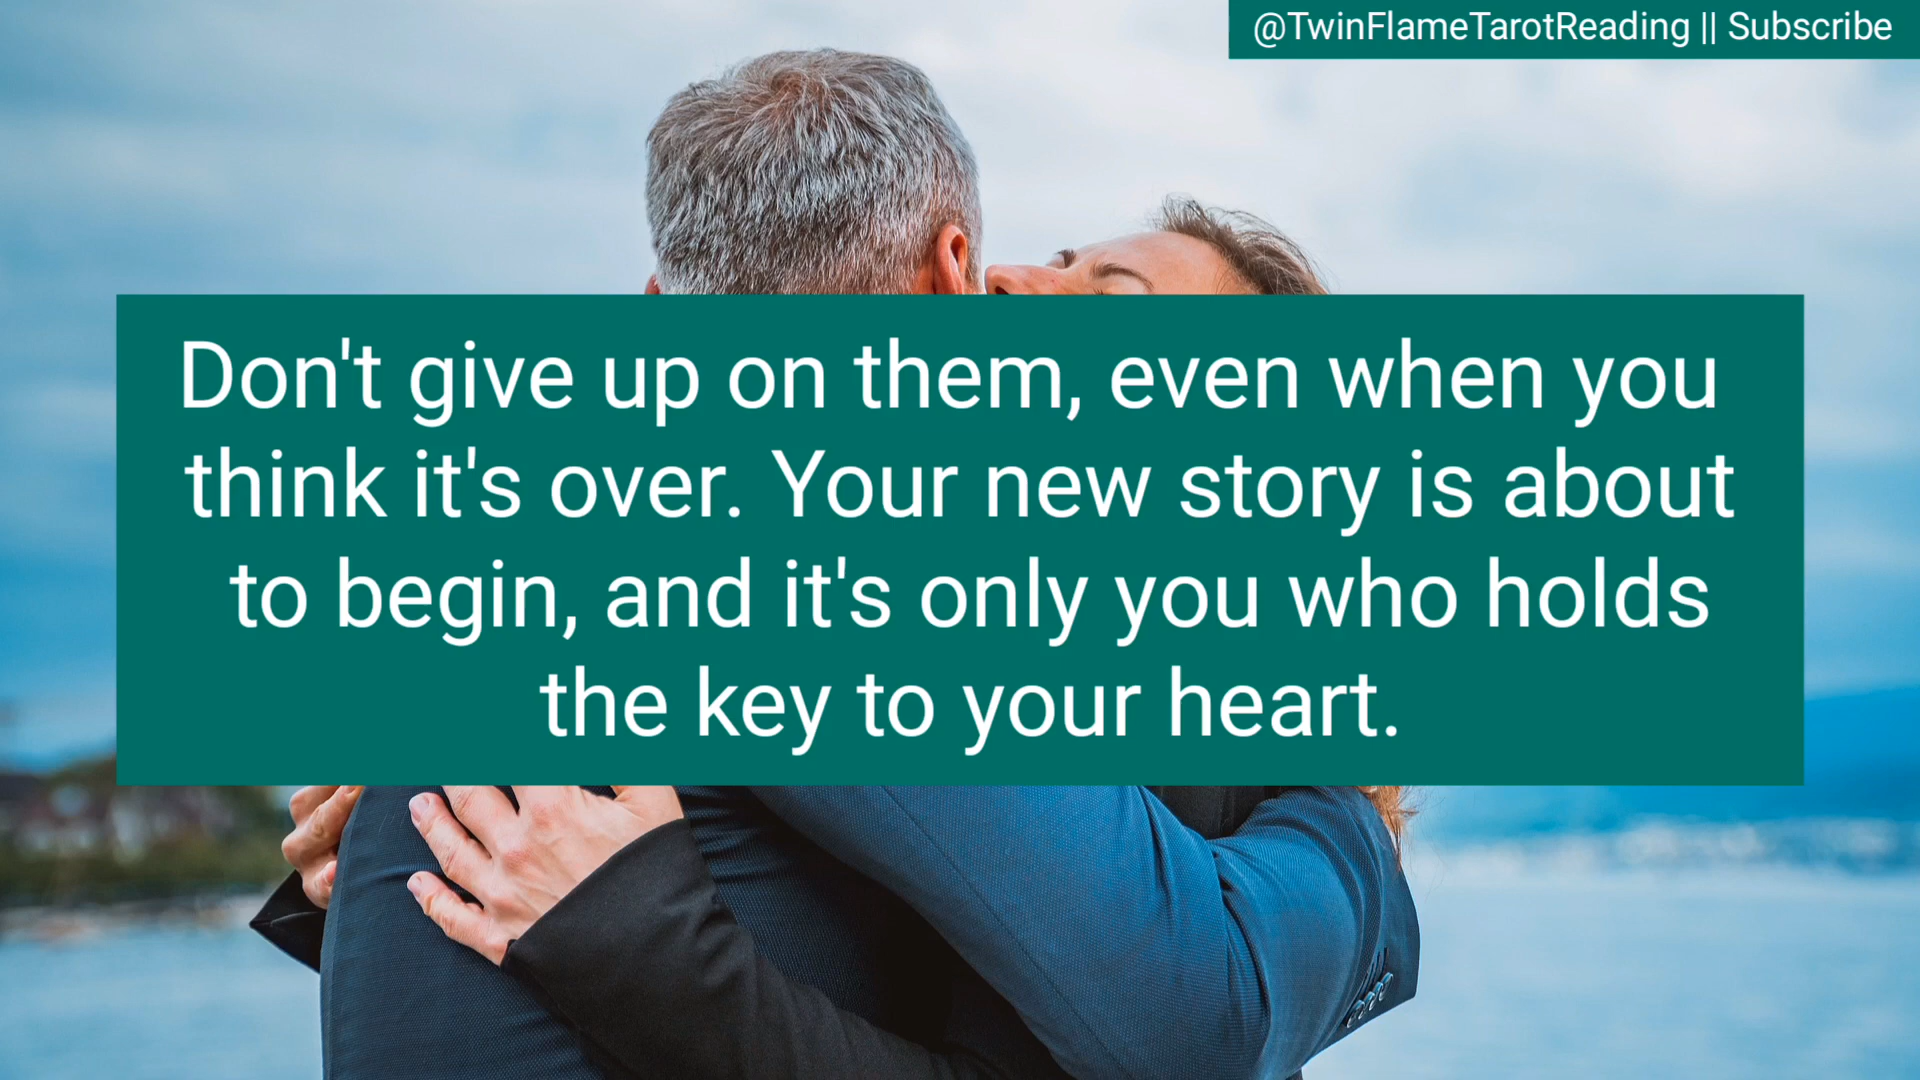 @TwinFlameTarotReading || Subscribe
Don't give up on them, even when you
think it's over. Your new story is about
to begin, and it's only you who holds
the key to your heart.